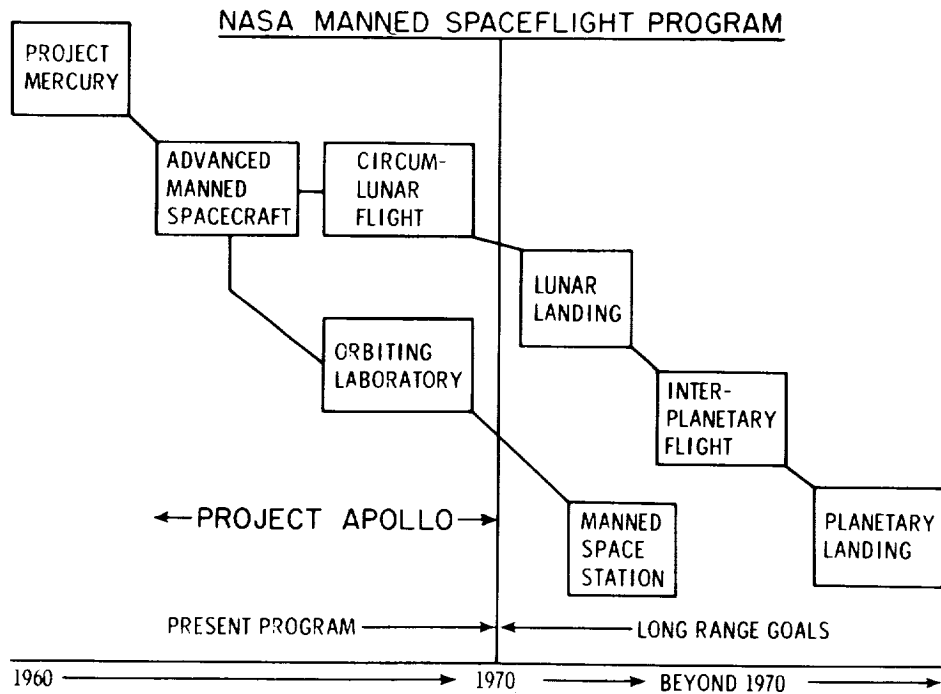 NASA MANNED SPACEFLIGHT PROGRAM
PROJECT
MERCURY
ADVANCED
MANNED
SPACECRAFT
CIRCUM-
LUNAR
FLIGHT
LUNAR
LANDING
ORBITING
LABORATORY
INTER-
PLANETARY
FLIGHT
PROJECT APOLLO
MANNED
SPACE
STATION
PLANETARY
LANDING
PRESENT PROGRAM
LONG RANGE GOALS
1960
1970
BEYOND 1970